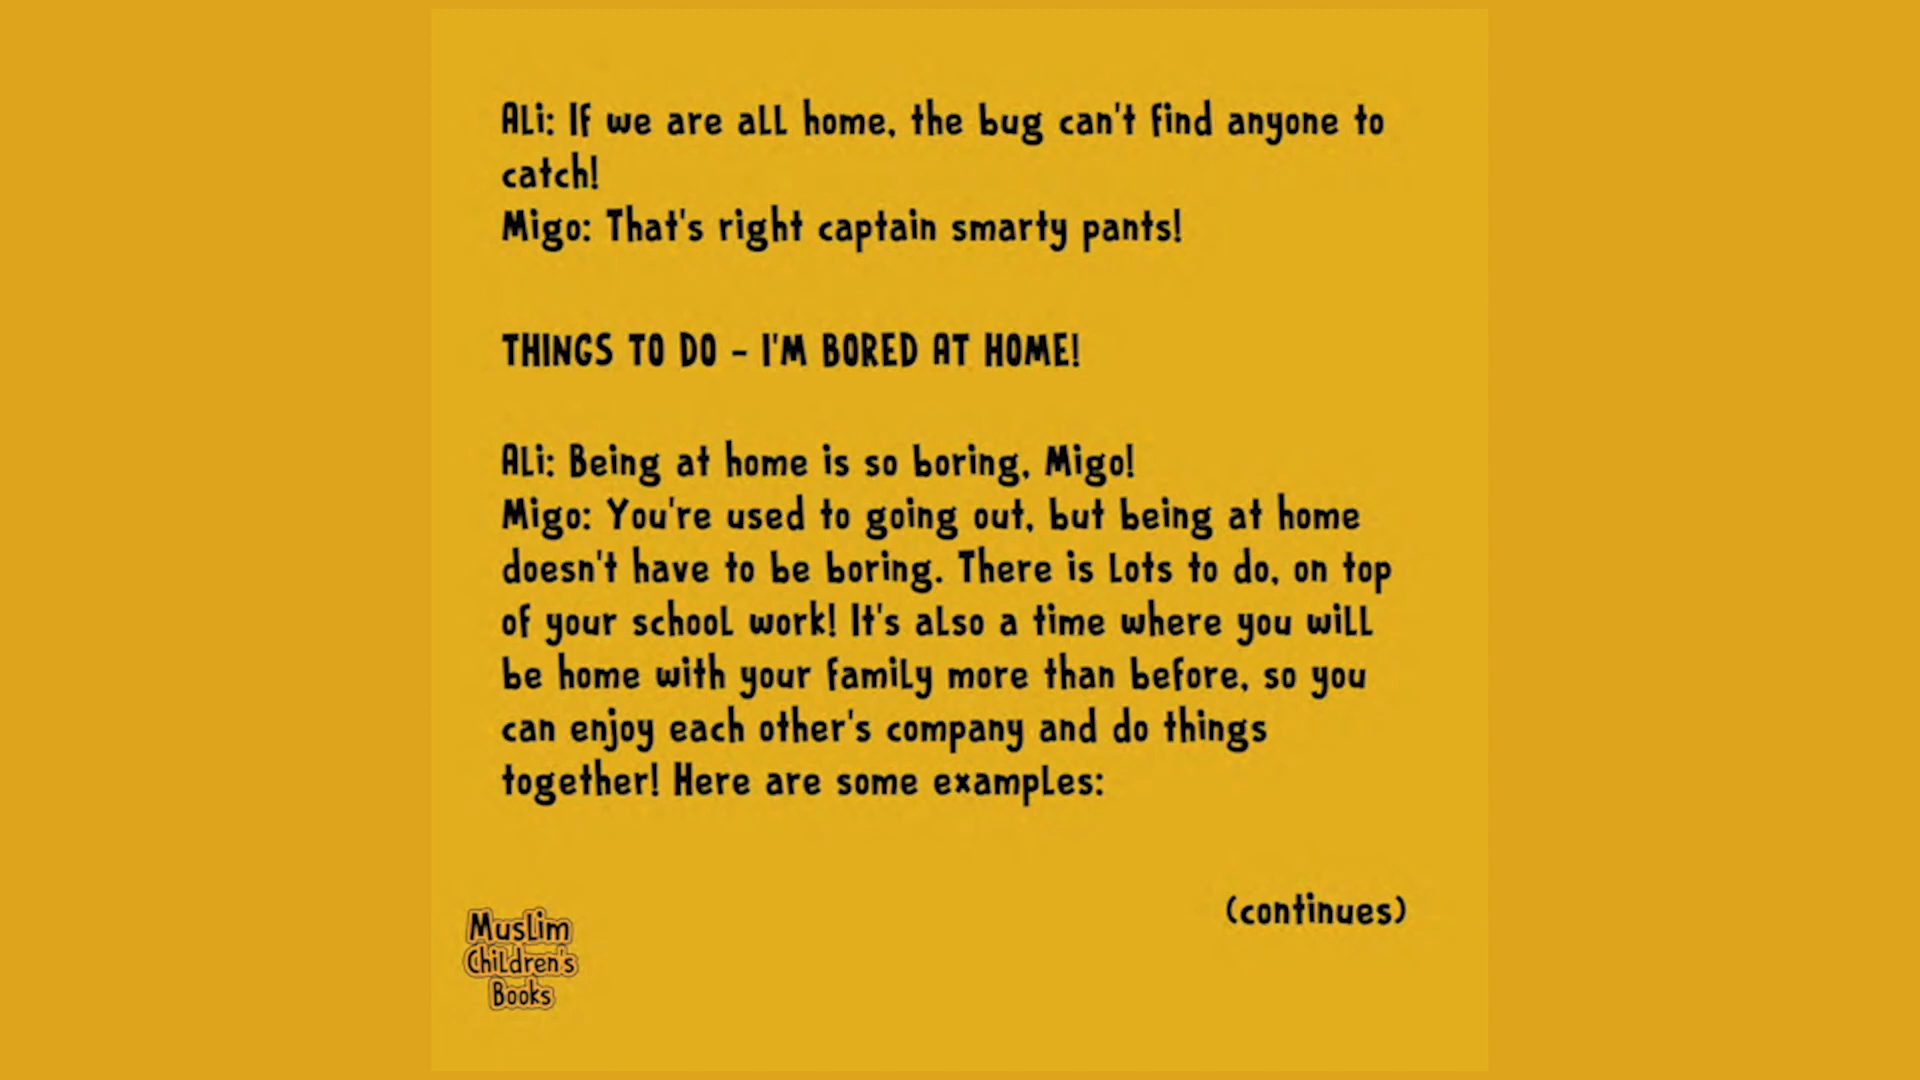 Ali: If we are all home, the bug can't find anyone to
catch!
Migo: That's right captain smarty pants!
THINGS TO DO - I'M BORED AT HOME!
Ali: Being at home is so boring, Migo!
Migo: You're used to going out, but being at home
doesn't have to be boring. There is lots to do, on top
of your school work! It's also a time where you will
be home with your family more than before, so you
can enjoy each other's company and do things
together! Here are some examples:
(continues)
Muslim
Children's
Books